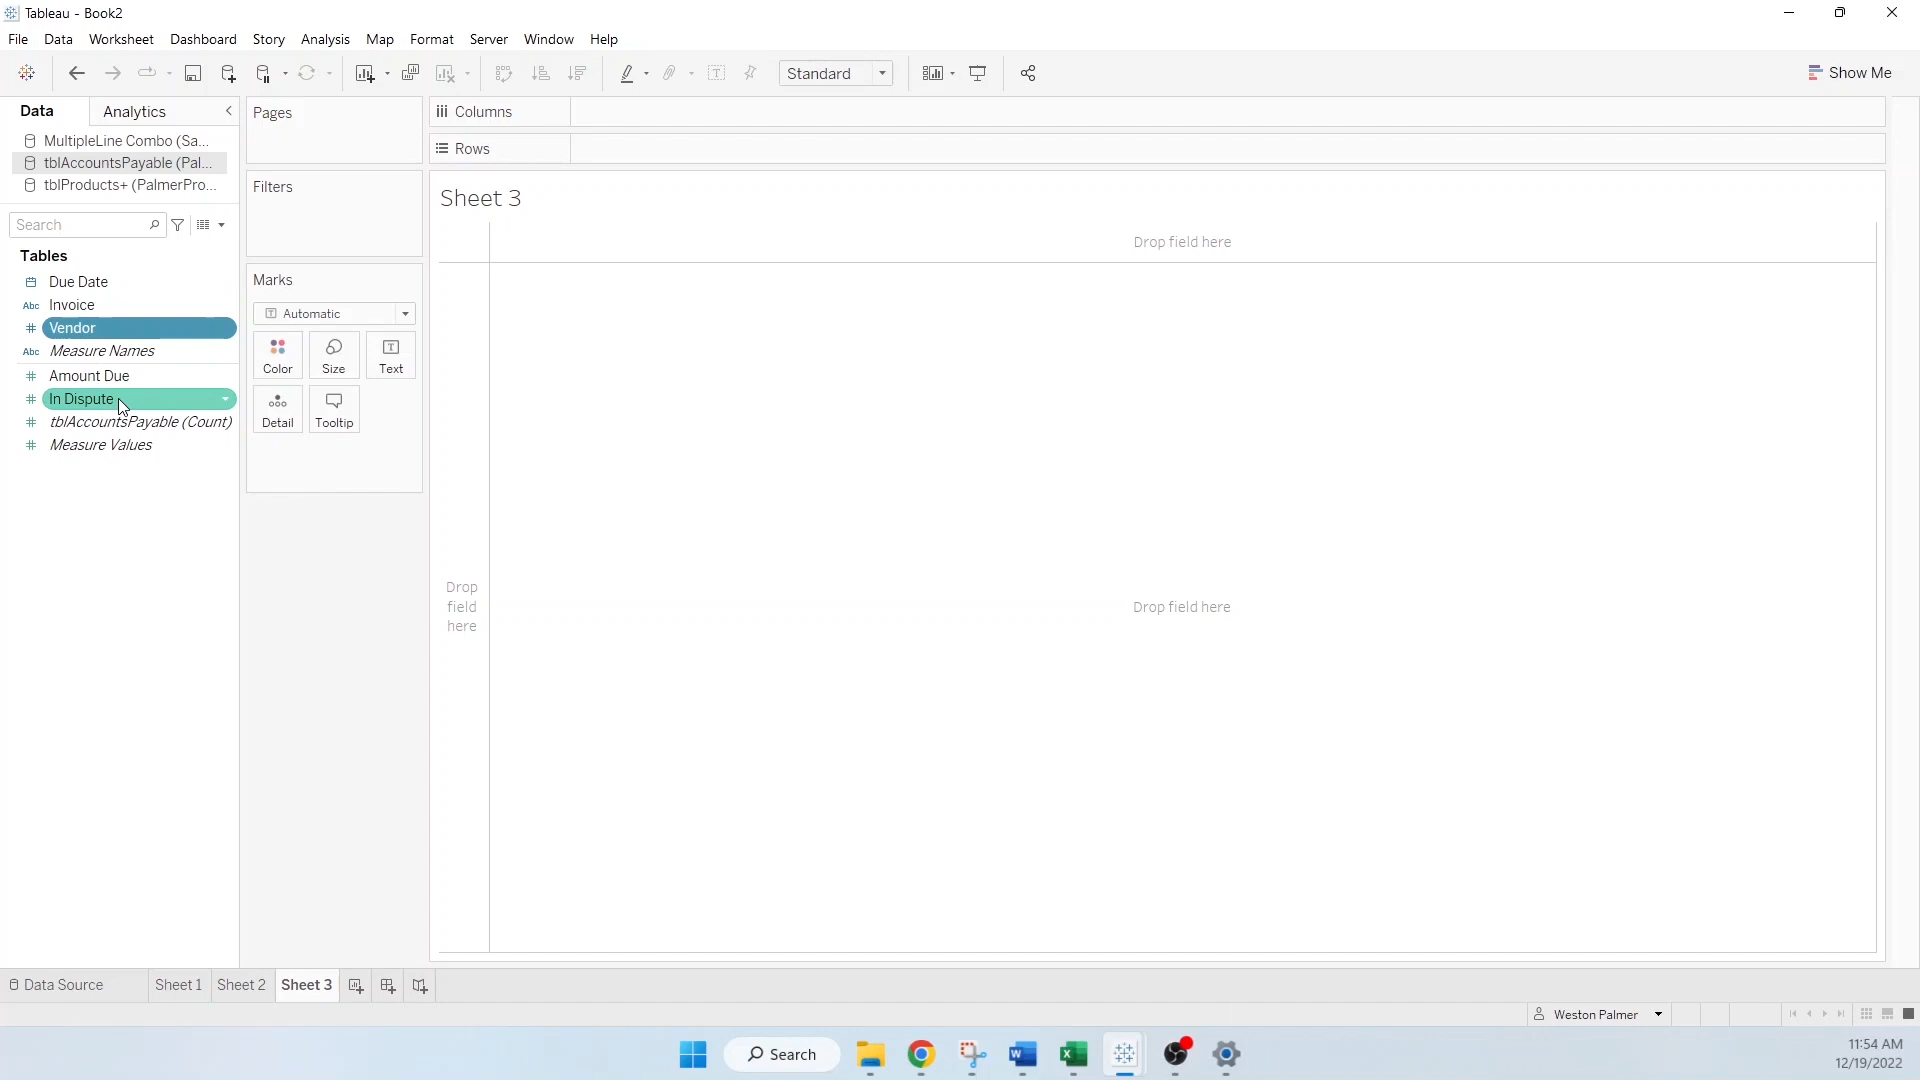 Tableau - Book2
File Data Worksheet Dashboard Story Analysis Map Format Server Window Help
Standard
Show Me
Data Analytics
MultipleLine Combo (Sa...
tblAccountsPayable (Pal...
tblProducts+ (PalmerPro...
Search
Tables
Due Date
Abc Invoice
Vendor
Abc Measure Names
Amount Due
In Dispute
tblAccountsPayable (Count)
Measure Values
Pages
Filters
Marks
Automatic
Color Size Text
Detail Tooltip
Columns
Rows
Sheet 3
Drop field here
Drop
field
here
Drop field here
Data Source Sheet 1 Sheet 2 Sheet 3
Weston Palmer
Search
11:54 AM
12/19/2022